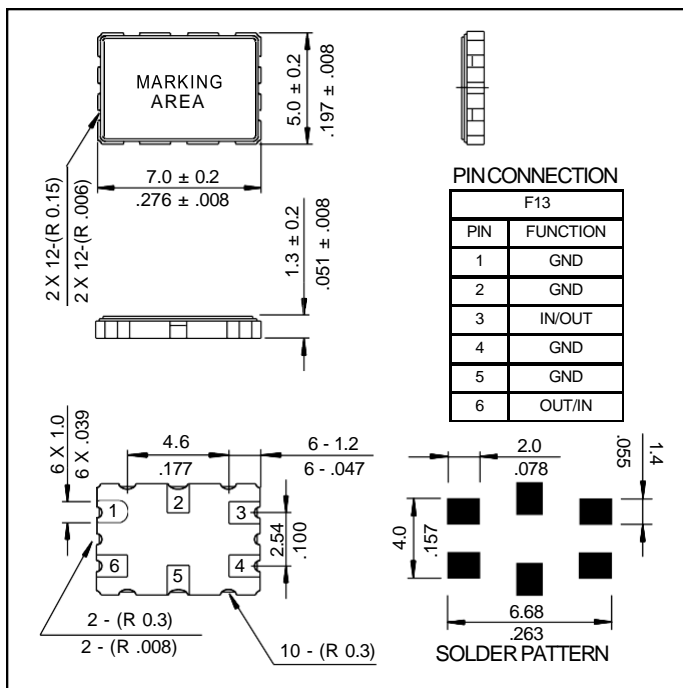 MARKING
AREA
5.0 ± 0.2
.197 ± .008
7.0 ± 0.2
.276 ± .008
2 X 12-(R 0.15)
2 X 12-(R .006)
1.3 ± 0.2
.051 ± .008
PIN CONNECTION
F13
PIN FUNCTION
1 GND
2 GND
3 IN/OUT
4 GND
5 GND
6 OUT/IN
6 X 1.0
6 X .039
4.6
.177
6 - 1.2
6 - .047
1
2
3
2.54
.100
6
5
4
2 - (R 0.3)
2 - (R .008)
10 - (R 0.3)
2.0
.078
1.4
.055
4.0
.157
6.68
.263
SOLDER PATTERN